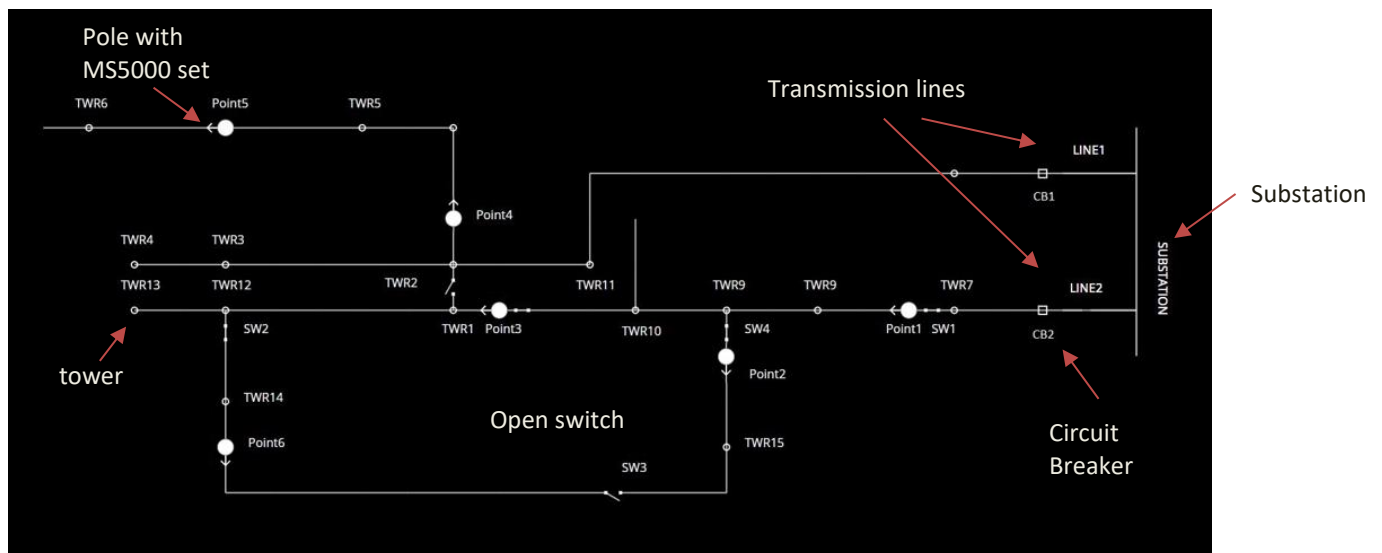 Pole with
MS5000 set
TWR6
Point5
TWR5
Transmission lines
LINE1
CB1
Substation
Point4
TWR4
TWR3
TWR2
TWR11
SUBSTATION
TWR13
TWR12
TWR9
TWR9
TWR7
LINE2
SW2
TWR1
Point3
TWR10
SW4
Point1
SW1
CB2
tower
Point2
TWR14
Open switch
Point6
TWR15
Circuit
Breaker
SW3